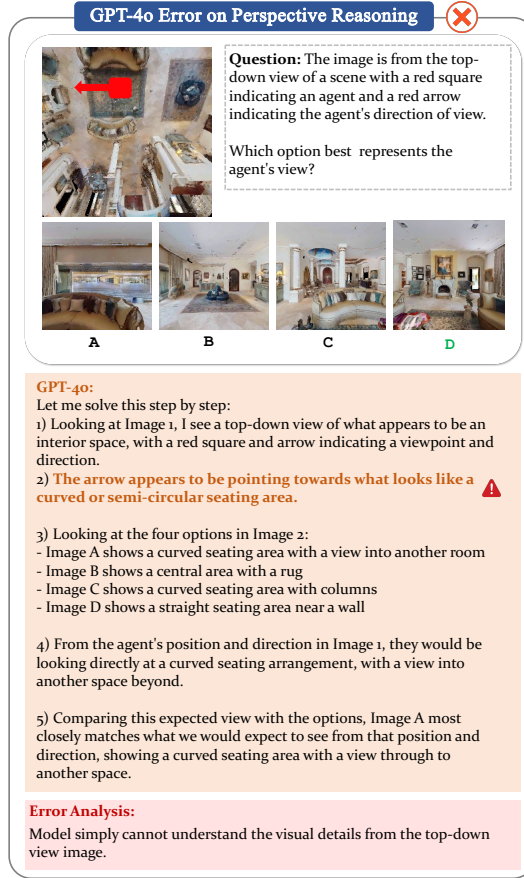 GPT-4o Error on Perspective Reasoning
Question: The image is from the top-
down view of a scene with a red square
indicating an agent and a red arrow
indicating the agent's direction of view.
Which option best represents the
agent's view?
A
B
C
D
GPT-4o:
Let me solve this step by step:
1) Looking at Image 1, I see a top-down view of what appears to be an
interior space, with a red square and arrow indicating a viewpoint and
direction.
2) The arrow appears to be pointing towards what looks like a
curved or semi-circular seating area.
3) Looking at the four options in Image 2:
- Image A shows a curved seating area with a view into another room
- Image B shows a central area with a rug
- Image C shows a curved seating area with columns
- Image D shows a straight seating area near a wall
4) From the agent's position and direction in Image 1, they would be
looking directly at a curved seating arrangement, with a view into
another space beyond.
5) Comparing this expected view with the options, Image A most
closely matches what we would expect to see from that position and
direction, showing a curved seating area with a view through to
another space.
Error Analysis:
Model simply cannot understand the visual details from the top-down
view image.